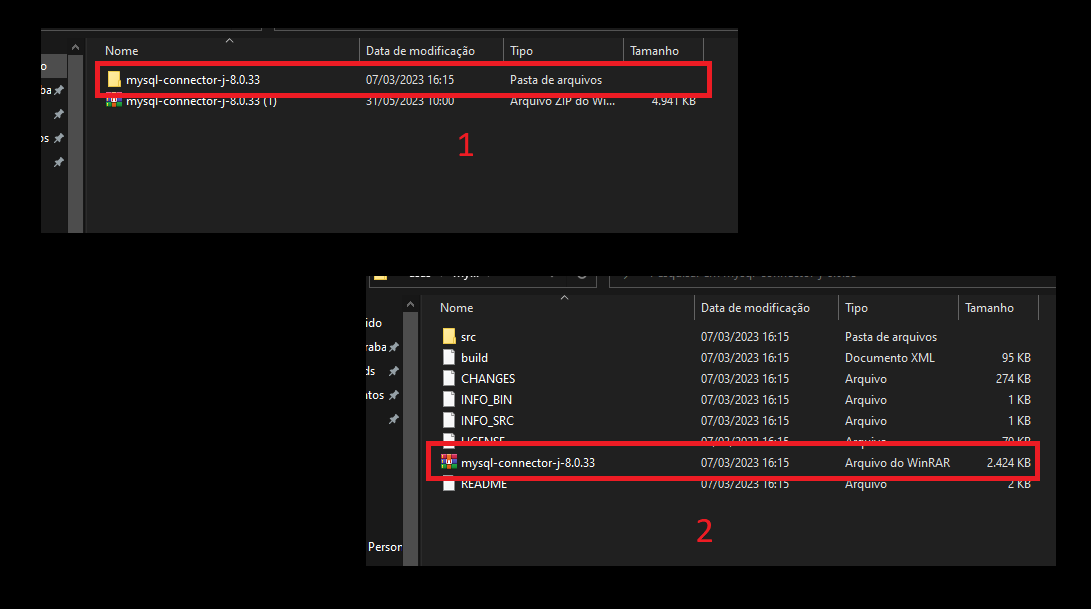 Nome Data de modificação Tipo Tamanho
o
mysql-connector-j-8.0.33 07/03/2023 16:15 Pasta de arquivos
ba
mysql-connector-j-8.0.33 (1) 31/05/2023 10:00 Arquivo ZIP do Wi... 4.941 KB
os
1
Nome Data de modificação Tipo Tamanho
ido
src 07/03/2023 16:15 Pasta de arquivos
raba
build 07/03/2023 16:15 Documento XML 95 KB
ds
CHANGES 07/03/2023 16:15 Arquivo 274 KB
ntos
INFO_BIN 07/03/2023 16:15 Arquivo 1 KB
INFO_SRC 07/03/2023 16:15 Arquivo 1 KB
LICENSE 07/03/2023 16:15 Arquivo 79 KB
mysql-connector-j-8.0.33 07/03/2023 16:15 Arquivo do WinRAR 2.424 KB
README 07/03/2023 16:15 Arquivo 2 KB
2
Person